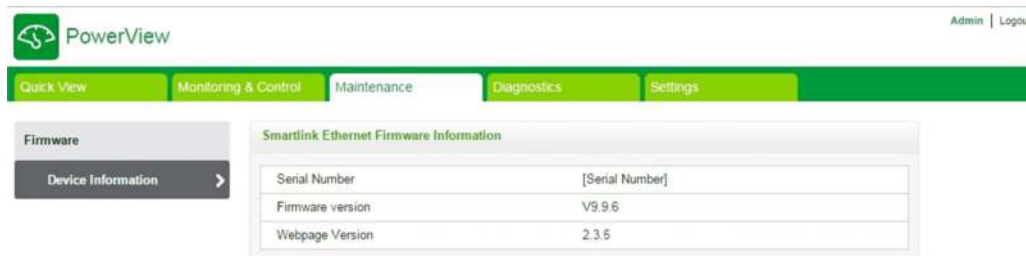 PowerView
Admin | Logou
Quick View Monitoring & Control Maintenance Diagnostics Settings
Firmware
Device Information
Smartlink Ethernet Firmware Information
Serial Number [Serial Number]
Firmware version V9.9.6
Webpage Version 2.3.5